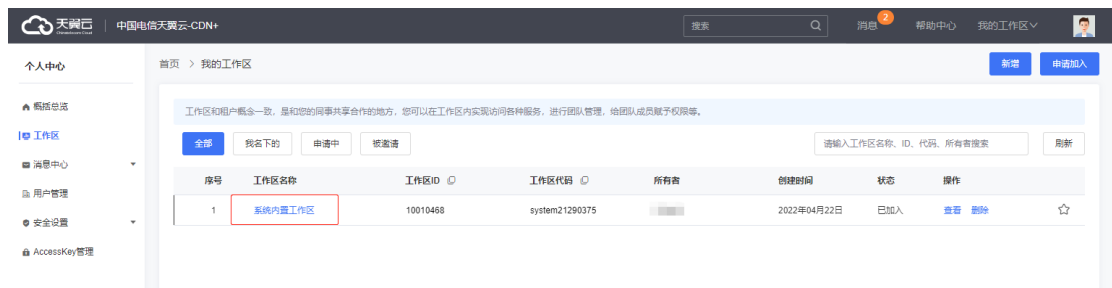 天翼云 中国电信天翼云-CDN+ 搜索 消息 2 帮助中心 我的工作区
个人中心
首页 > 我的工作区
新增 申请加入
概括总览
工作区
消息中心
用户管理
安全设置
AccessKey管理
工作区和租户概念一致，是和您的同事共享合作的地方，您可以在工作区内实现访问各种服务，进行团队管理，给团队成员赋予权限等。
全部 我名下的 申请中 被邀请 请输入工作区名称、ID、代码、所有者搜索 刷新
序号 工作区名称 工作区ID 工作区代码 所有者 创建时间 状态 操作
1 系统内置工作区 10010468 system21290375 2022年04月22日 已加入 查看 删除